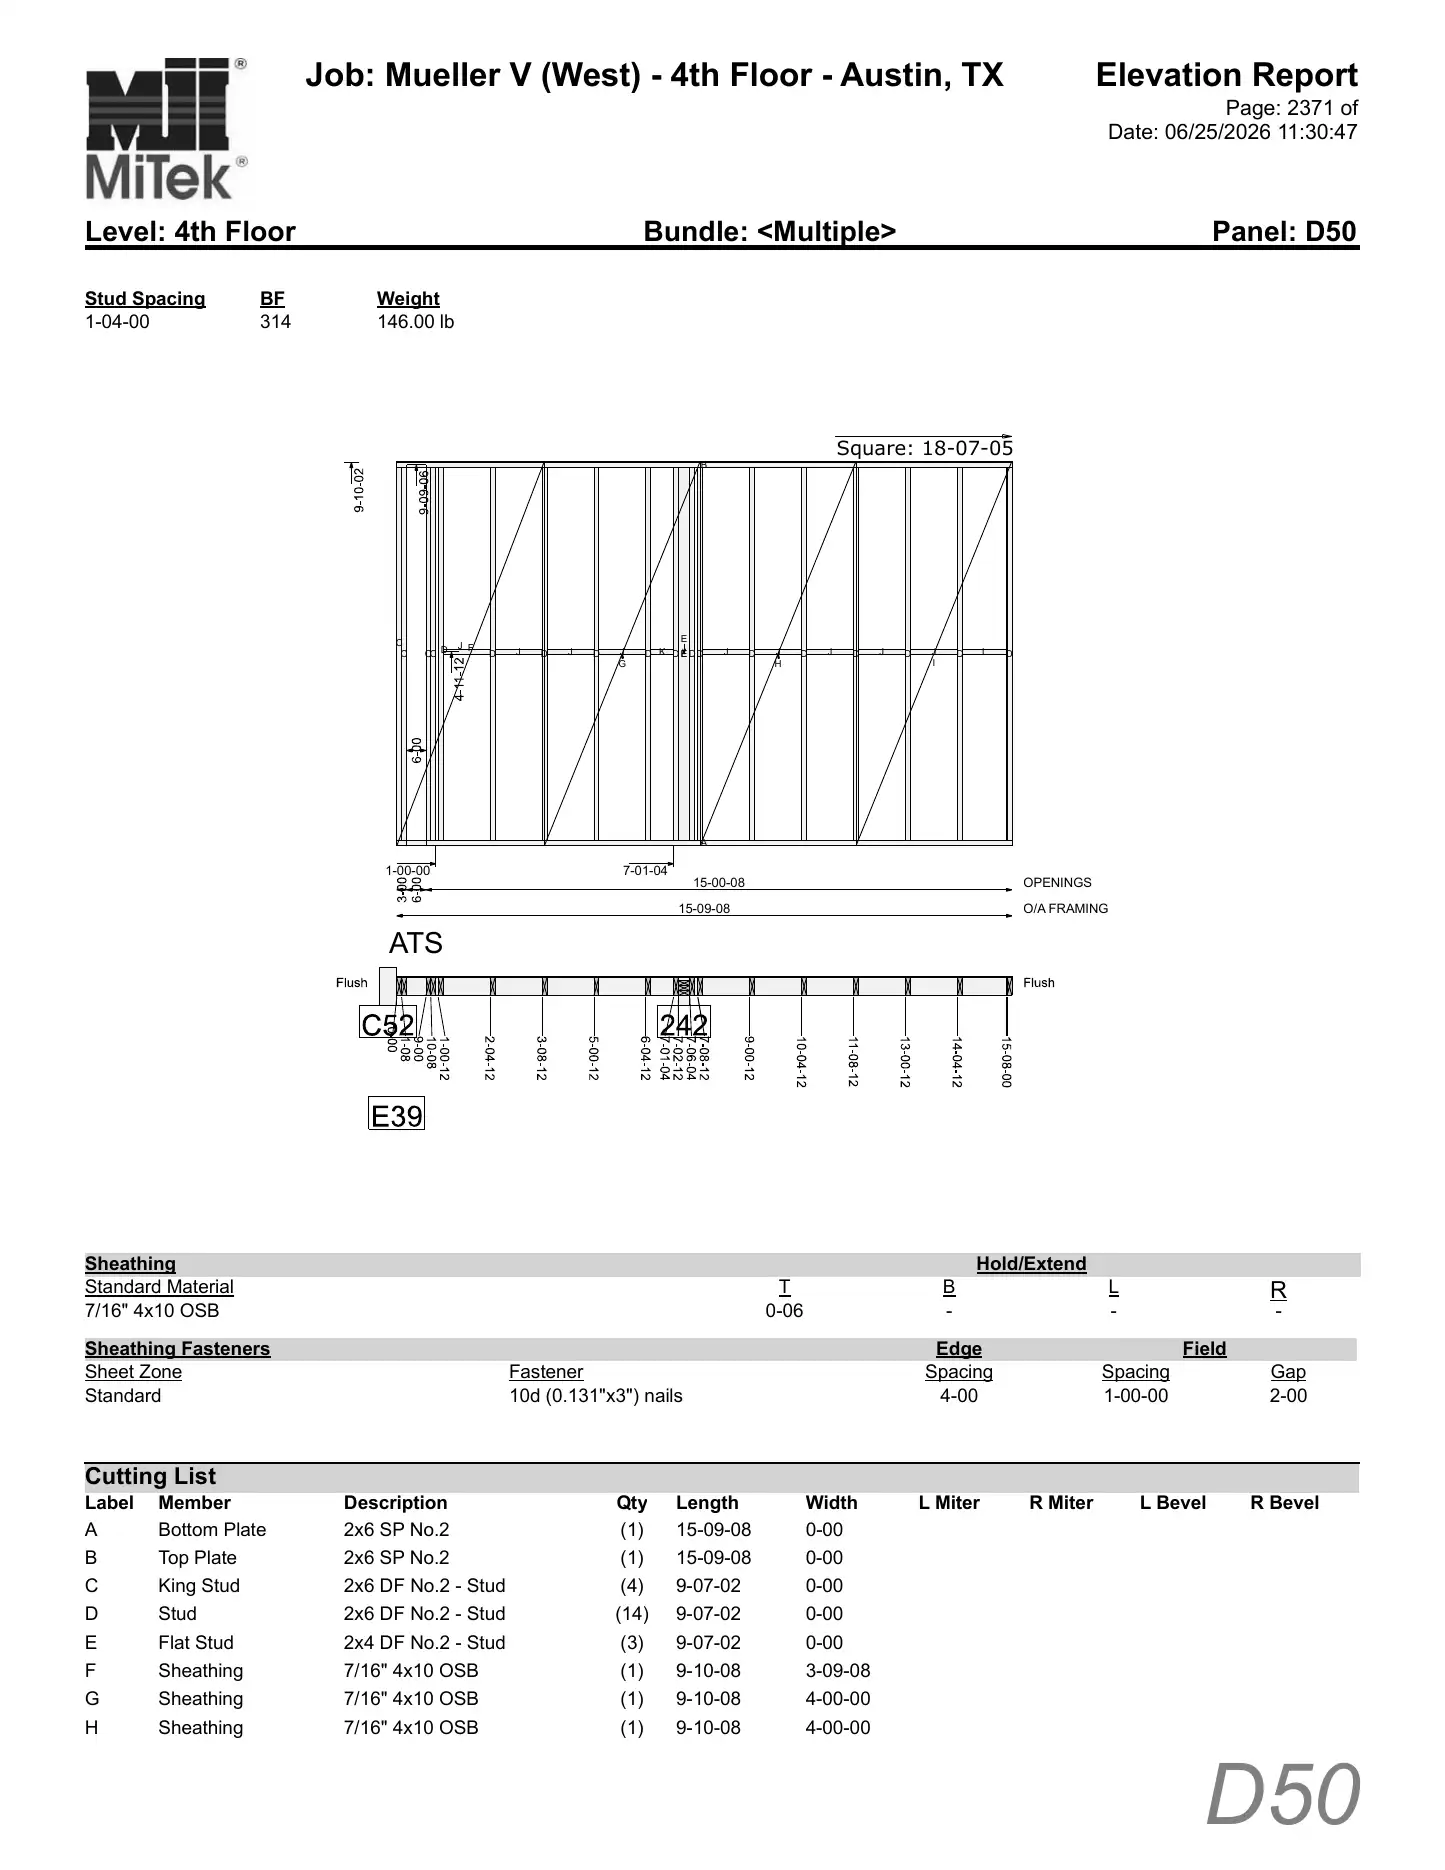 Job: Mueller V (West) - 4th Floor - Austin, TX
Elevation Report
Page: 2371 of
Date: 06/25/2026 11:30:47
MiTek®
Level: 4th Floor Bundle: <Multiple> Panel: D50
Stud Spacing BF Weight
1-04-00 314 146.00 lb
Square: 18-07-05
9-10-02
9-09-06
B
C D J F J J G K E E J H J J I J
4-11-12
6-00
A
1-00-00 7-01-04
3-00 6-00 15-00-08 OPENINGS
15-09-08 O/A FRAMING
ATS
Flush Flush
C52 242
1-08 9-00 10-08 1-00-12 2-04-12 3-08-12 5-00-12 6-04-12 7-01-04 7-02-12 7-06-04 7-08-12 9-00-12 10-04-12 11-08-12 13-00-12 14-04-12 15-08-00
E39
Sheathing Hold/Extend
Standard Material T B L R
7/16" 4x10 OSB 0-06 - - -
Sheathing Fasteners Edge Field
Sheet Zone Fastener Spacing Spacing Gap
Standard 10d (0.131"x3") nails 4-00 1-00-00 2-00
Cutting List
Label Member Description Qty Length Width L Miter R Miter L Bevel R Bevel
A Bottom Plate 2x6 SP No.2 (1) 15-09-08 0-00
B Top Plate 2x6 SP No.2 (1) 15-09-08 0-00
C King Stud 2x6 DF No.2 - Stud (4) 9-07-02 0-00
D Stud 2x6 DF No.2 - Stud (14) 9-07-02 0-00
E Flat Stud 2x4 DF No.2 - Stud (3) 9-07-02 0-00
F Sheathing 7/16" 4x10 OSB (1) 9-10-08 3-09-08
G Sheathing 7/16" 4x10 OSB (1) 9-10-08 4-00-00
H Sheathing 7/16" 4x10 OSB (1) 9-10-08 4-00-00
D50